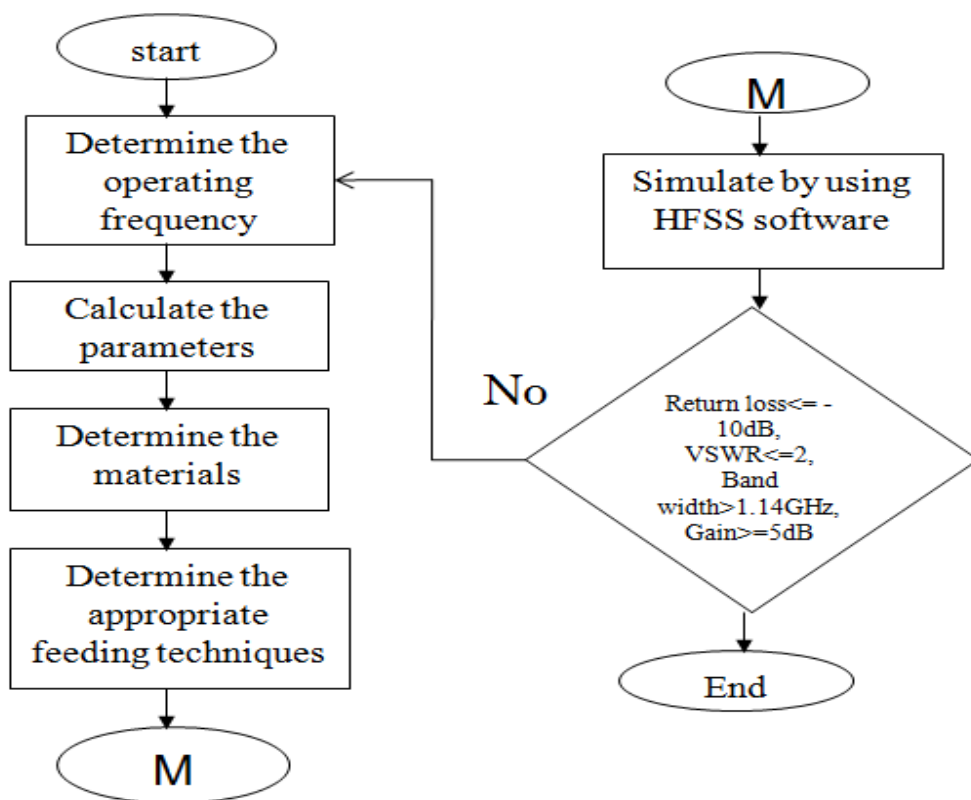 start
Determine the
operating
frequency
Calculate the
parameters
Determine the
materials
Determine the
appropriate
feeding techniques
M
M
Simulate by using
HFSS software
Return loss<= -
10dB,
VSWR<=2,
Band
width>1.14GHz,
Gain>=5dB
No
End